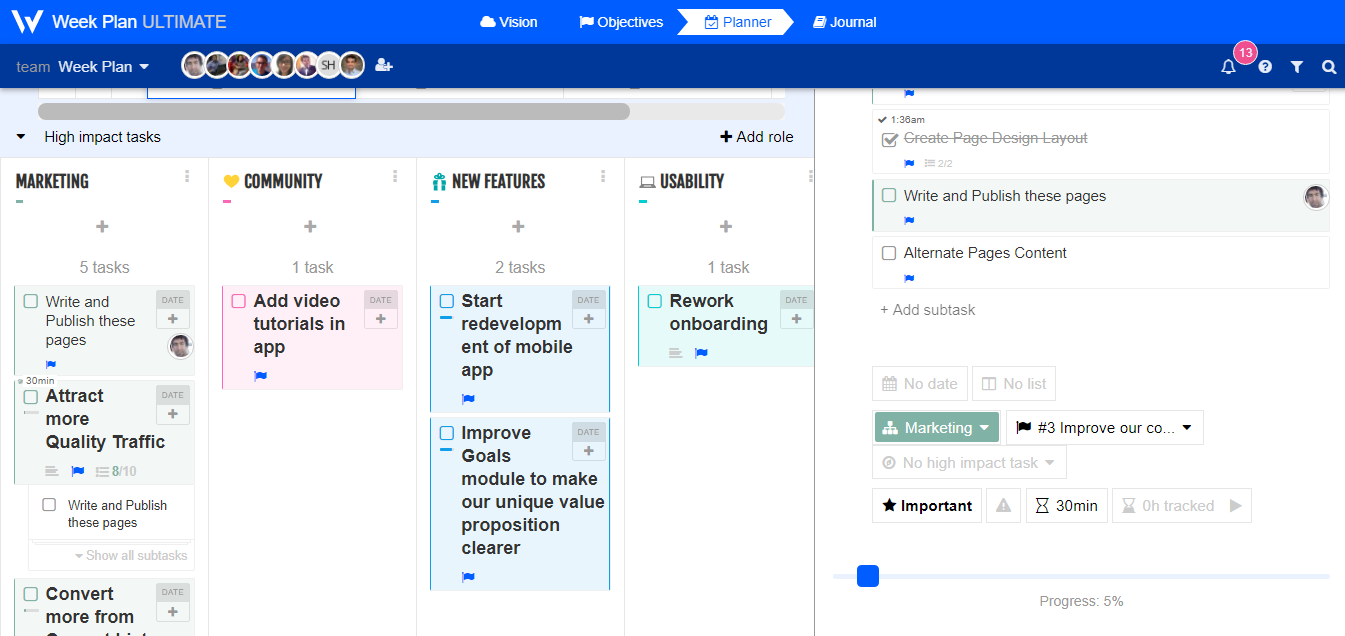 Week Plan ULTIMATE
Vision
Objectives
Planner
Journal
team Week Plan
SH
13
High impact tasks
Add role
MARKETING
5 tasks
Write and
Publish these
pages
DATE
30min
Attract
more
Quality Traffic
DATE
8/10
Write and Publish
these pages
Show all subtasks
Convert
more from
DATE
COMMUNITY
1 task
Add video
tutorials in
app
DATE
NEW FEATURES
2 tasks
Start
redevelopm
ent of mobile
app
DATE
Improve
Goals
module to make
our unique value
proposition
clearer
DATE
USABILITY
1 task
Rework
onboarding
DATE
1:36am
Create Page Design Layout
2/2
Write and Publish these pages
Alternate Pages Content
+ Add subtask
No date
No list
Marketing
#3 Improve our co...
No high impact task
Important
30min
0h tracked
Progress: 5%